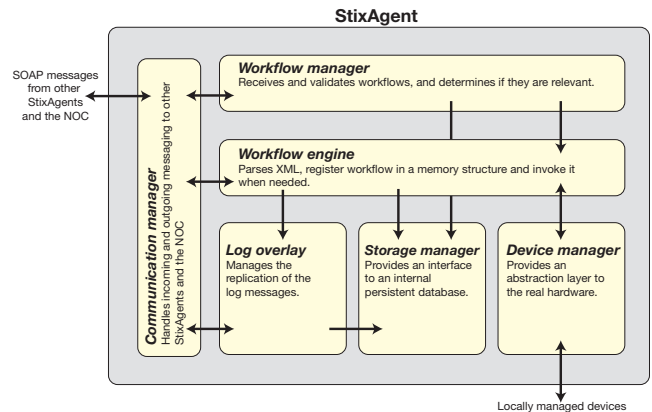 StixAgent
SOAP messages
from other
StixAgents
and the NOC
Communication manager
Handles incoming and outgoing messaging to other
StixAgents and the NOC
Workflow manager
Receives and validates workflows, and determines if they are relevant.
Workflow engine
Parses XML, register workflow in a memory structure and invoke it
when needed.
Log overlay
Manages the
replication of the
log messages.
Storage manager
Provides an interface
to an internal
persistent database.
Device manager
Provides an
abstraction layer to
the real hardware.
Locally managed devices